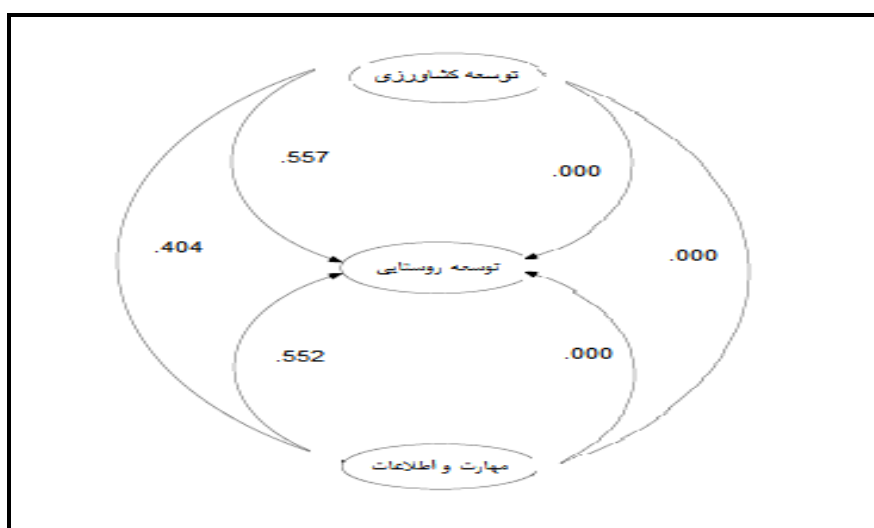 توسعه کشاورزی
.557
.000
.404
.000
توسعه روستایی
.552
.000
مهارت و اطلاعات